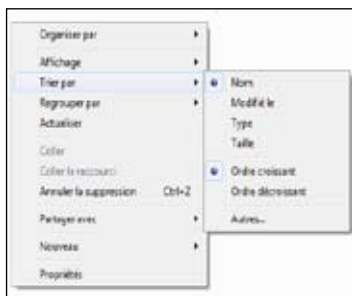 Organiser par
Affichage
Trier par
Regrouper par
Actualiser
Coller
Coller le raccourci
Annuler la suppression Ctrl+Z
Partager avec
Nouveau
Propriétés
Nom
Modifié le
Type
Taille
Ordre croissant
Ordre décroissant
Autres...